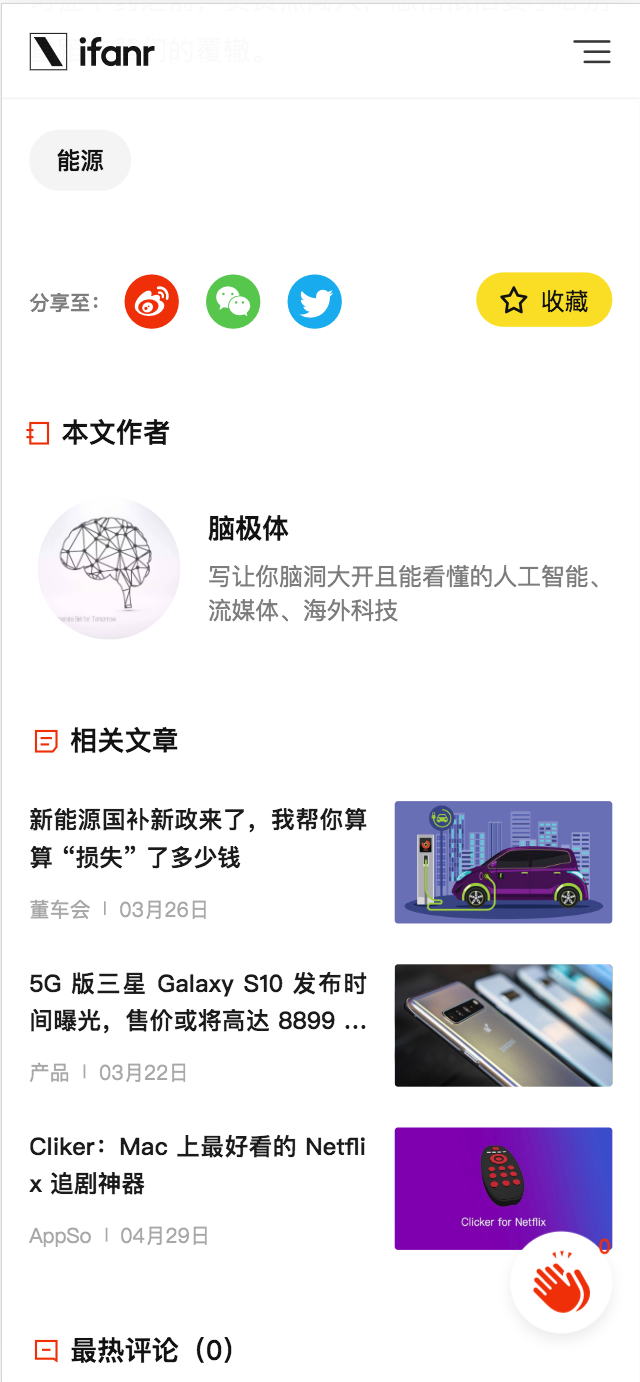 们的覆辙。
ifanr
能源
分享至：
收藏
本文作者
脑极体
写让你脑洞大开且能看懂的人工智能、
流媒体、海外科技
相关文章
新能源国补新政来了，我帮你算
算 “损失” 了多少钱
董车会 | 03月26日
5G 版三星 Galaxy S10 发布时
间曝光，售价或将高达 8899 ...
产品 | 03月22日
Cliker：Mac 上最好看的 Netfli
x 追剧神器
AppSo | 04月29日
Clicker for Netflix
0
最热评论（0）